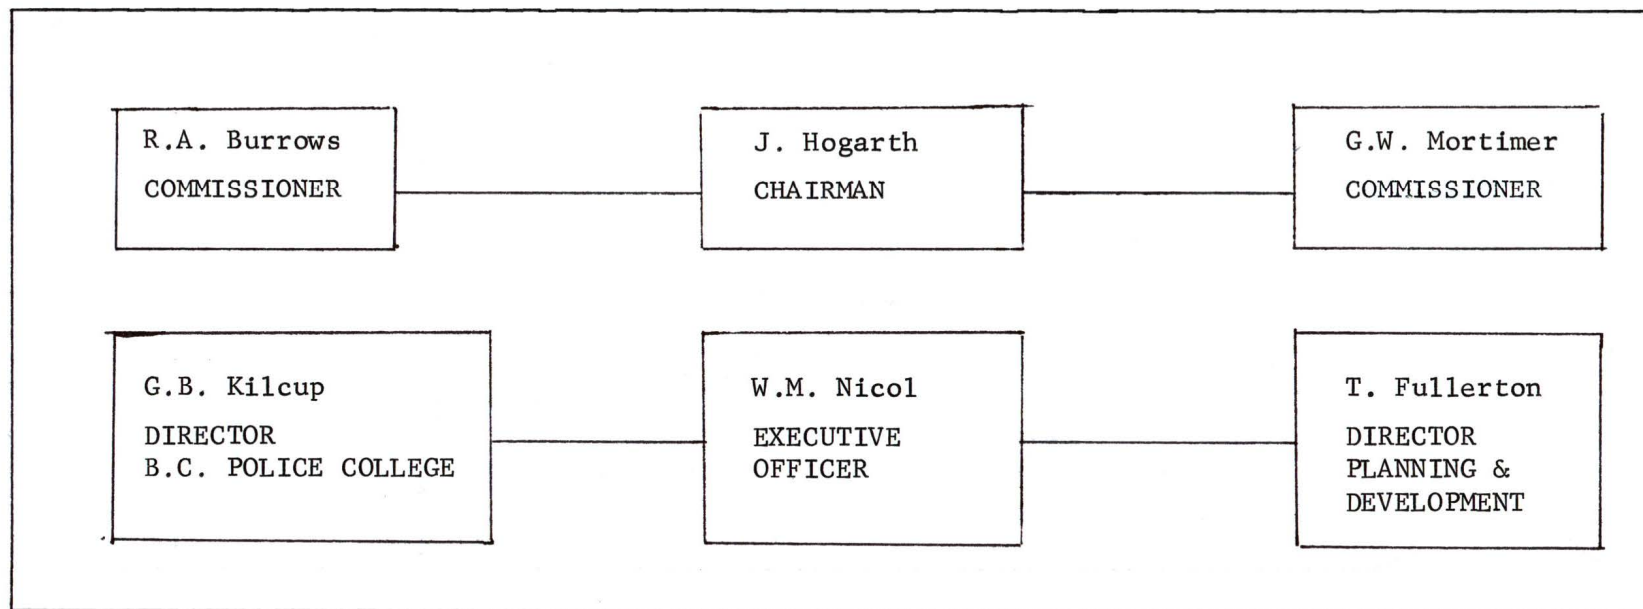 R.A. Burrows
COMMISSIONER
J. Hogarth
CHAIRMAN
G.W. Mortimer
COMMISSIONER
G.B. Kilcup
DIRECTOR
B.C. POLICE COLLEGE
W.M. Nicol
EXECUTIVE
OFFICER
T. Fullerton
DIRECTOR
PLANNING &
DEVELOPMENT